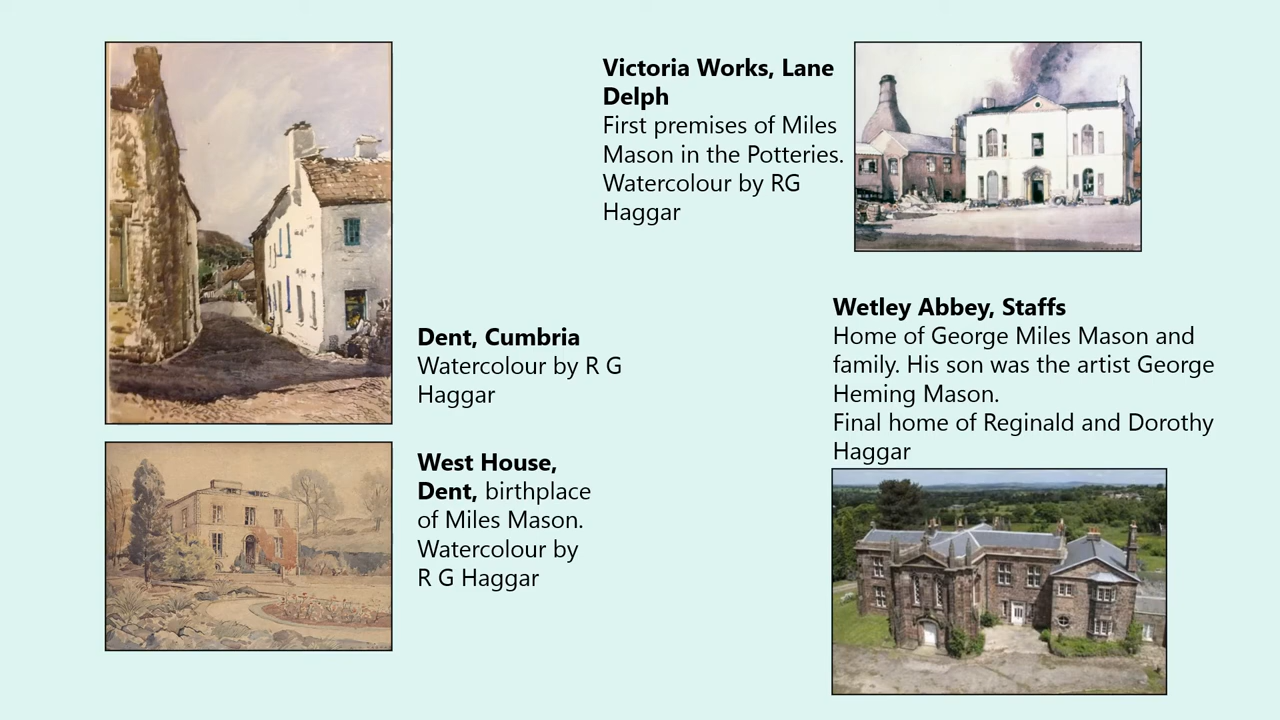 Victoria Works, Lane
Delph
First premises of Miles
Mason in the Potteries.
Watercolour by RG
Haggar
Dent, Cumbria
Watercolour by R G
Haggar
West House,
Dent, birthplace
of Miles Mason.
Watercolour by
R G Haggar
Wetley Abbey, Staffs
Home of George Miles Mason and
family. His son was the artist George
Heming Mason.
Final home of Reginald and Dorothy
Haggar